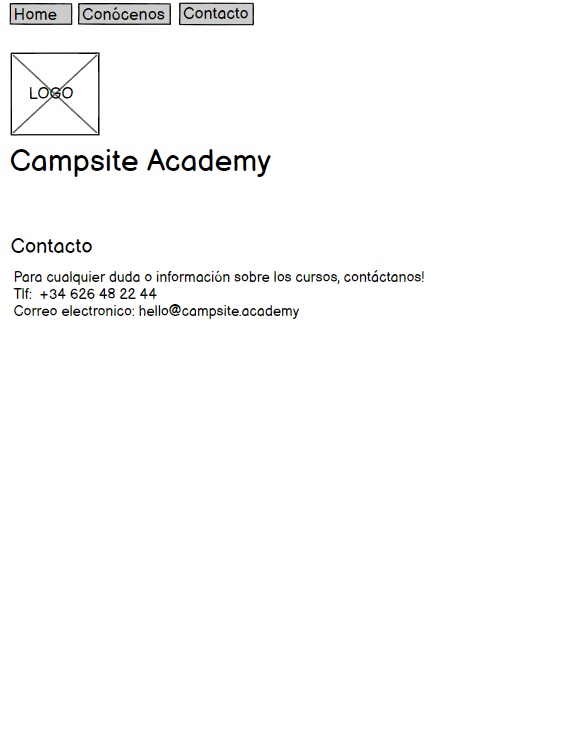 Home Conócenos Contacto
LOGO
Campsite Academy
Contacto
Para cualquier duda o información sobre los cursos, contáctanos!
Tlf: +34 626 48 22 44
Correo electronico: hello@campsite.academy